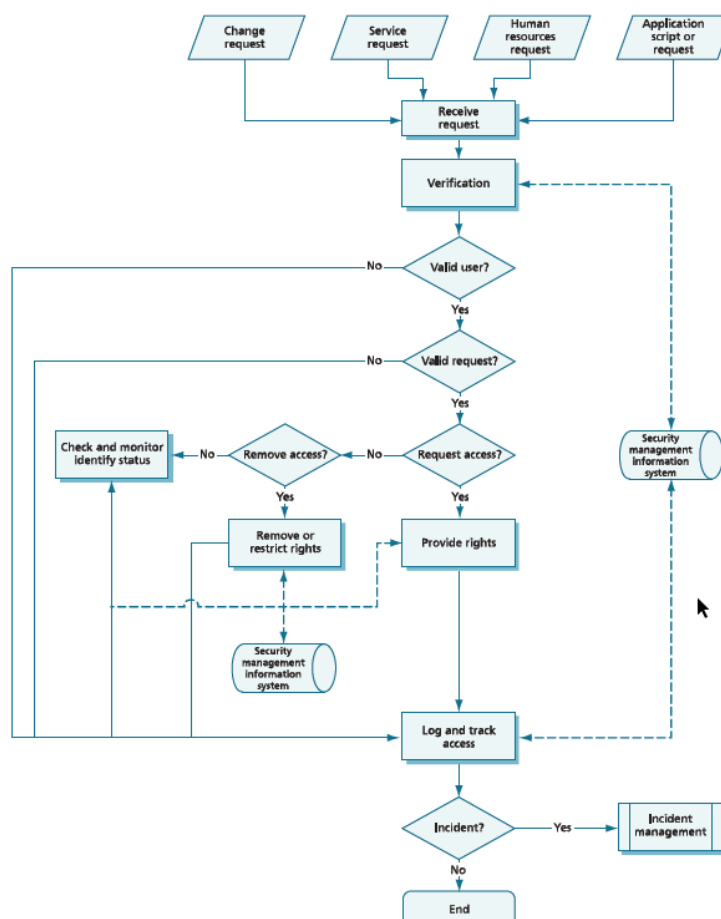 Change
request
Service
request
Human
resources
request
Application
script or
request
Receive
request
Verification
No
Valid user?
Yes
No
Valid request?
Yes
Check and monitor
identify status
No
Remove access?
No
Request access?
Security
management
information
system
Yes
Yes
Remove or
restrict rights
Provide rights
Security
management
information
system
Log and track
access
Incident?
Yes
Incident
management
No
End